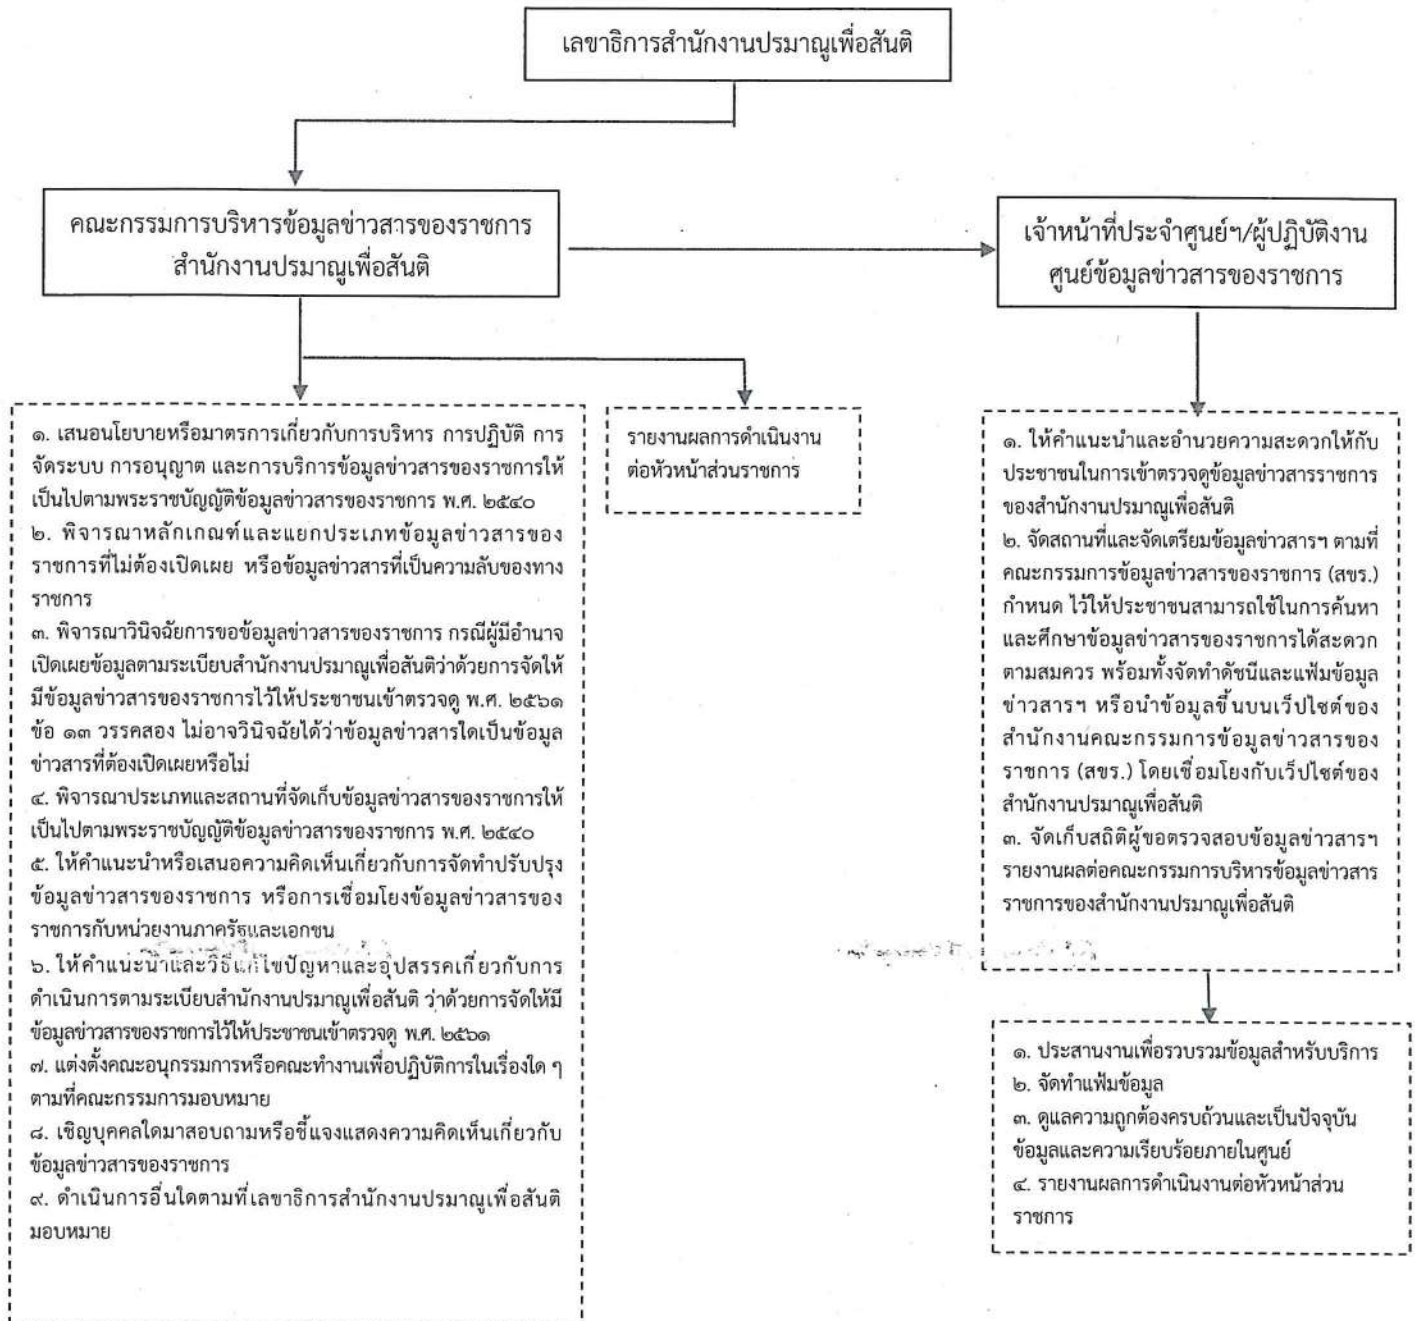 เลขาธิการสำนักงานปรมาณูเพื่อสันติ
คณะกรรมการบริหารข้อมูลข่าวสารของราชการ
สำนักงานปรมาณูเพื่อสันติ
เจ้าหน้าที่ประจำศูนย์ฯ/ผู้ปฏิบัติงาน
ศูนย์ข้อมูลข่าวสารของราชการ
๑. เสนอนโยบายหรือมาตรการเกี่ยวกับการบริหาร การปฏิบัติ การ
จัดระบบ การอนุญาต และการบริการข้อมูลข่าวสารของราชการให้
เป็นไปตามพระราชบัญญัติข้อมูลข่าวสารของราชการ พ.ศ. ๒๕๔๐
๒. พิจารณาหลักเกณฑ์และแยกประเภทข้อมูลข่าวสารของ
ราชการที่ไม่ต้องเปิดเผย หรือข้อมูลข่าวสารที่เป็นความลับของทาง
ราชการ
๓. พิจารณาวินิจฉัยการขอข้อมูลข่าวสารของราชการ กรณีผู้มีอำนาจ
เปิดเผยข้อมูลตามระเบียบสำนักงานปรมาณูเพื่อสันติว่าด้วยการจัดให้
มีข้อมูลข่าวสารของราชการไว้ให้ประชาชนเข้าตรวจดู พ.ศ. ๒๕๖๑
ข้อ ๑๓ วรรคสอง ไม่อาจวินิจฉัยได้ว่าข้อมูลข่าวสารใดเป็นข้อมูล
ข่าวสารที่ต้องเปิดเผยหรือไม่
๔. พิจารณาประเภทและสถานที่จัดเก็บข้อมูลข่าวสารของราชการให้
เป็นไปตามพระราชบัญญัติข้อมูลข่าวสารของราชการ พ.ศ. ๒๕๔๐
๕. ให้คำแนะนำหรือเสนอความคิดเห็นเกี่ยวกับการจัดทำปรับปรุง
ข้อมูลข่าวสารของราชการ หรือการเชื่อมโยงข้อมูลข่าวสารของ
ราชการกับหน่วยงานภาครัฐและเอกชน
๖. ให้คำแนะนำและวิธีแก้ไขปัญหาและอุปสรรคเกี่ยวกับการ
ดำเนินการตามระเบียบสำนักงานปรมาณูเพื่อสันติ ว่าด้วยการจัดให้มี
ข้อมูลข่าวสารของราชการไว้ให้ประชาชนเข้าตรวจดู พ.ศ. ๒๕๖๑
๗. แต่งตั้งคณะอนุกรรมการหรือคณะทำงานเพื่อปฏิบัติการในเรื่องใด ๆ
ตามที่คณะกรรมการมอบหมาย
๘. เชิญบุคคลใดมาสอบถามหรือชี้แจงแสดงความคิดเห็นเกี่ยวกับ
ข้อมูลข่าวสารของราชการ
๙. ดำเนินการอื่นใดตามที่เลขาธิการสำนักงานปรมาณูเพื่อสันติ
มอบหมาย
รายงานผลการดำเนินงาน
ต่อหัวหน้าส่วนราชการ
๑. ให้คำแนะนำและอำนวยความสะดวกให้กับ
ประชาชนในการเข้าตรวจดูข้อมูลข่าวสารราชการ
ของสำนักงานปรมาณูเพื่อสันติ
๒. จัดสถานที่และจัดเตรียมข้อมูลข่าวสารฯ ตามที่
คณะกรรมการข้อมูลข่าวสารของราชการ (สขร.)
กำหนด ไว้ให้ประชาชนสามารถใช้ในการค้นหา
และศึกษาข้อมูลข่าวสารของราชการได้สะดวก
ตามสมควร พร้อมทั้งจัดทำดัชนีและแฟ้มข้อมูล
ข่าวสารฯ หรือนำข้อมูลขึ้นบนเว็ปไซต์ของ
สำนักงานคณะกรรมการข้อมูลข่าวสารของ
ราชการ (สขร.) โดยเชื่อมโยงกับเว็ปไซต์ของ
สำนักงานปรมาณูเพื่อสันติ
๓. จัดเก็บสถิติผู้ขอตรวจสอบข้อมูลข่าวสารฯ
รายงานผลต่อคณะกรรมการบริหารข้อมูลข่าวสาร
ราชการของสำนักงานปรมาณูเพื่อสันติ
๑. ประสานงานเพื่อรวบรวมข้อมูลสำหรับบริการ
๒. จัดทำแฟ้มข้อมูล
๓. ดูแลความถูกต้องครบถ้วนและเป็นปัจจุบัน
ข้อมูลและความเรียบร้อยภายในศูนย์
๔. รายงานผลการดำเนินงานต่อหัวหน้าส่วน
ราชการ